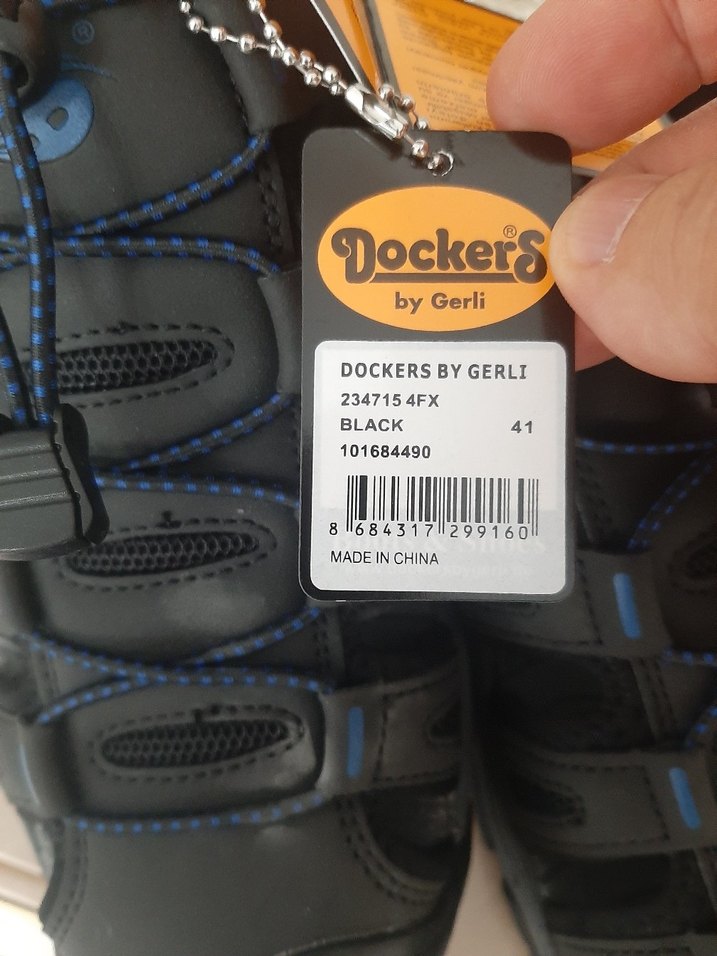 Dockers®
by Gerli
DOCKERS BY GERLI
234715 4FX
BLACK 41
101684490
8 684317 299160
MADE IN CHINA
®